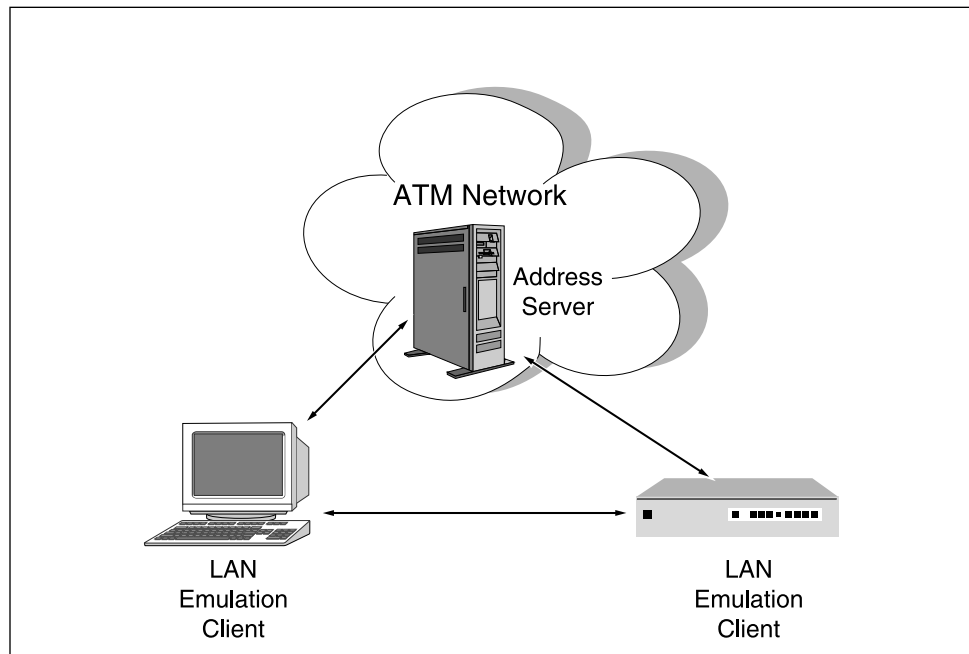 ATM Network
Address
Server
LAN
Emulation
Client
LAN
Emulation
Client